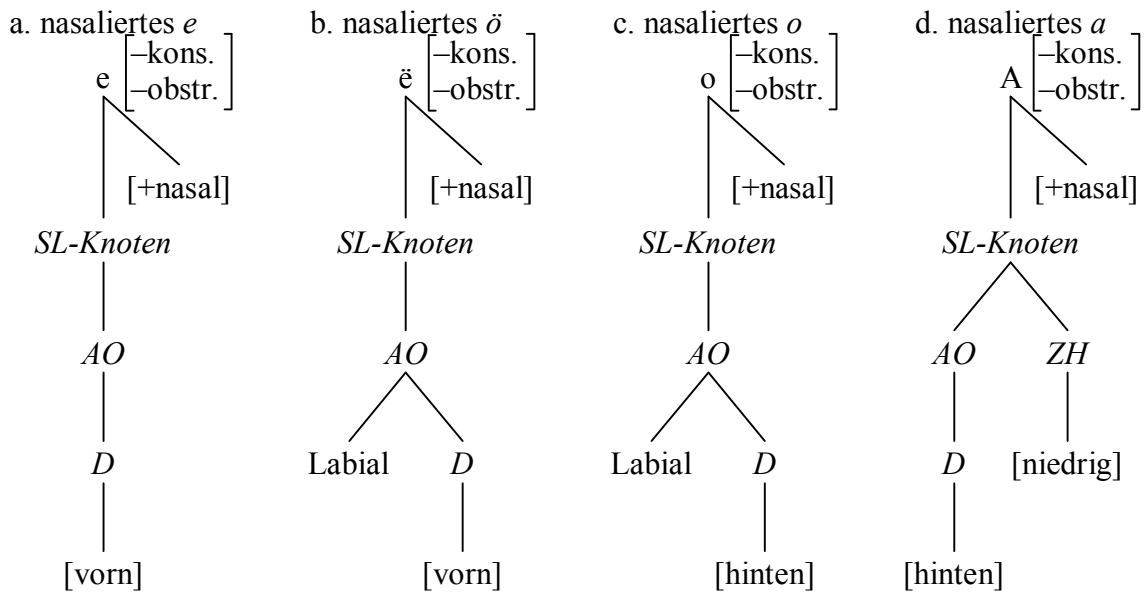 a. nasaliertes e b. nasaliertes ö c. nasaliertes o d. nasaliertes a
e [–kons. ë [–kons. o [–kons. A [–kons.
–obstr.] –obstr.] –obstr.] –obstr.]
[+nasal] [+nasal] [+nasal] [+nasal]
SL-Knoten SL-Knoten SL-Knoten SL-Knoten
AO AO AO AO ZH
D Labial D Labial D D [niedrig]
[vorn] [vorn] [hinten] [hinten]